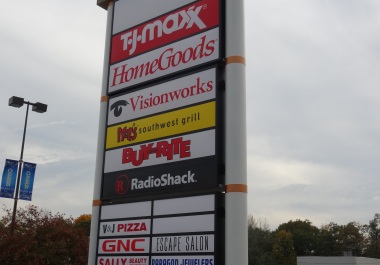 T·J·maxx
HomeGoods
Visionworks
moe's southwest grill
BUY·RITE
R RadioShack.
V&J PIZZA
GNC ESCAPE SALON
SALLY BEAUTY PARAGON JEWELERS